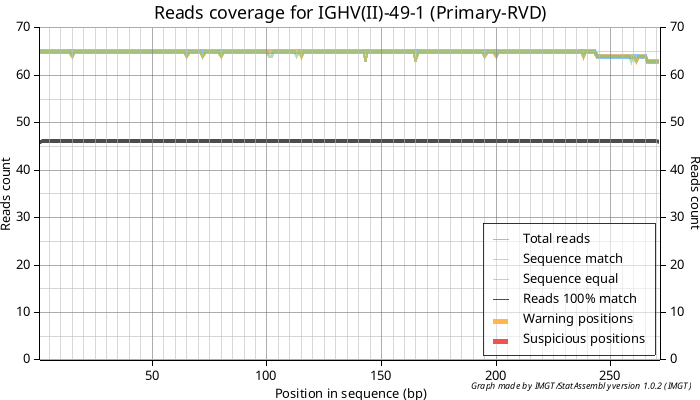 Reads coverage for IGHV(II)-49-1 (Primary-RVD)
70 70
60 60
50 50
40 40
30 30
20 20
10 10
0 0
Reads count
Reads count
Total reads
Sequence match
Sequence equal
Reads 100% match
Warning positions
Suspicious positions
50 100 150 200 250
Position in sequence (bp)
Graph made by IMGT/StatAssembly version 1.0.2 (IMGT)